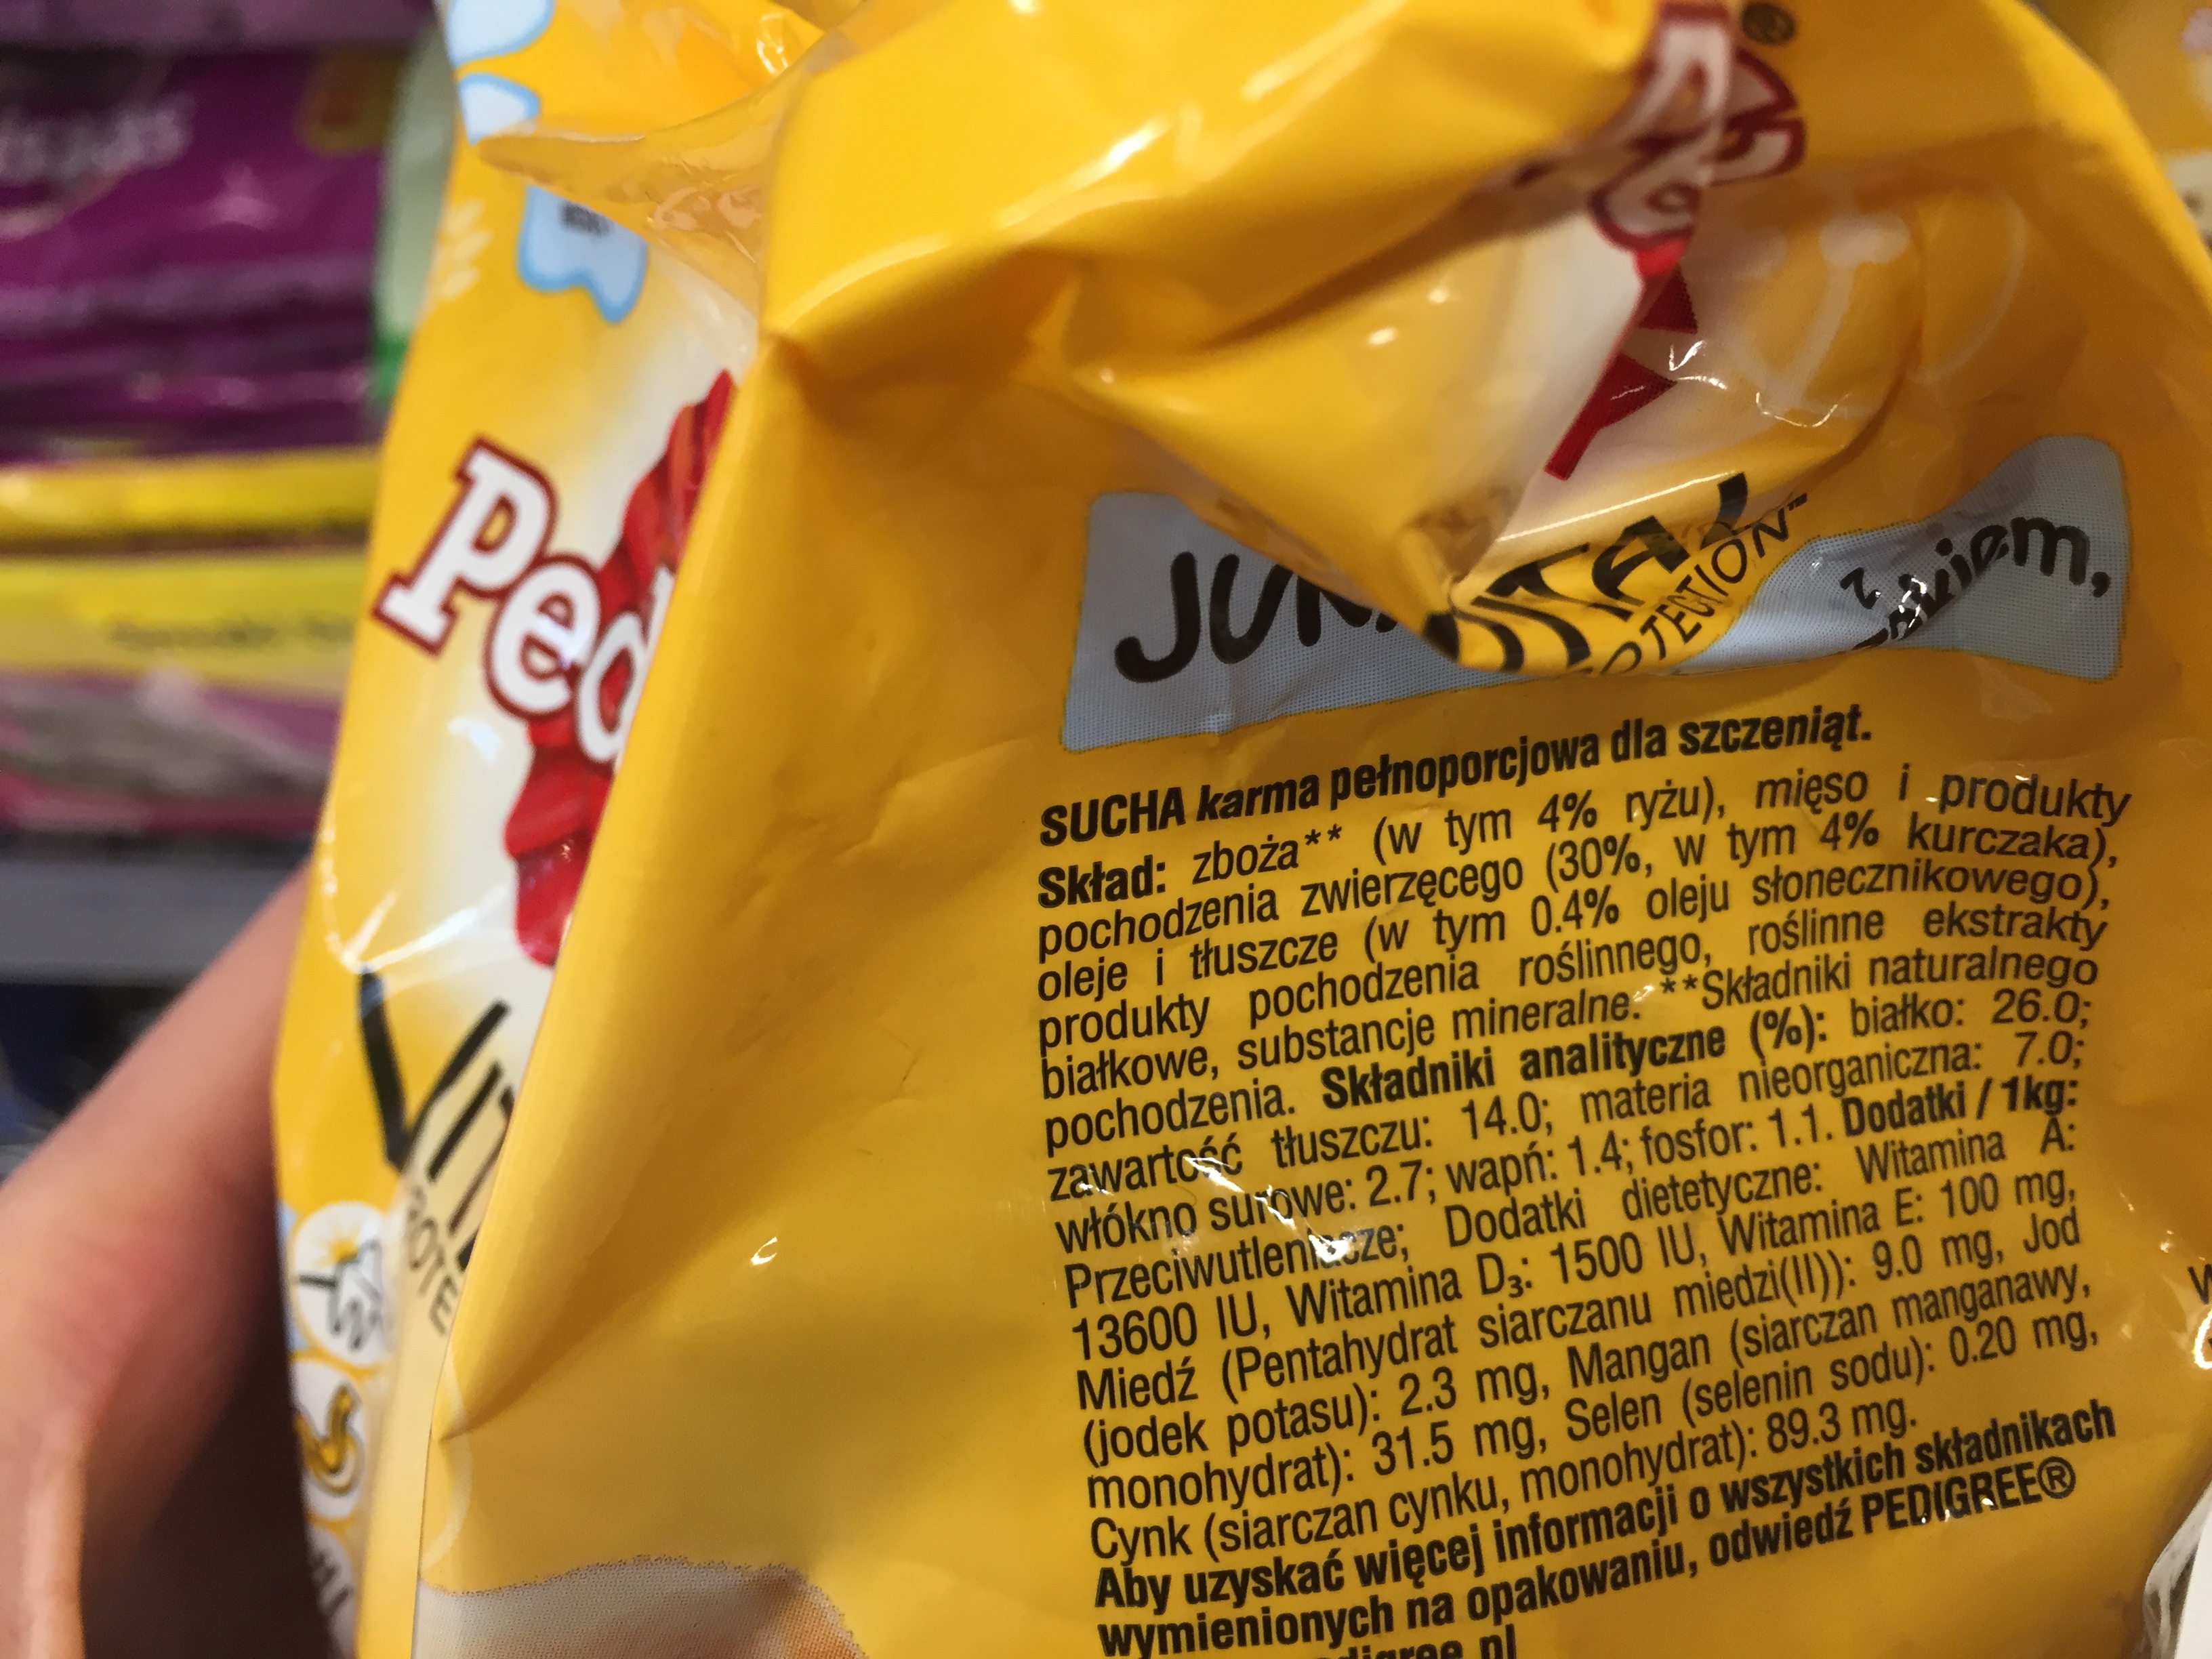 Ped
JUN
VITAL
PROTECTION™
z
SUCHA karma pełnoporcjowa dla szczeniąt.
Skład: zboża** (w tym 4% ryżu), mięso i produkty
pochodzenia zwierzęcego (30%, w tym 4% kurczaka),
oleje i tłuszcze (w tym 0.4% oleju słonecznikowego),
produkty pochodzenia roślinnego, roślinne ekstrakty
białkowe, substancje mineralne. **Składniki naturalnego
pochodzenia. Składniki analityczne (%): białko: 26.0;
zawartość tłuszczu: 14.0; materia nieorganiczna: 7.0;
włókno surowe: 2.7; wapń: 1.4; fosfor: 1.1. Dodatki / 1kg:
Przeciwutleniacze; Dodatki dietetyczne: Witamina A:
13600 IU, Witamina D₃: 1500 IU, Witamina E: 100 mg,
Miedź (Pentahydrat siarczanu miedzi(II)): 9.0 mg, Jod
(jodek potasu): 2.3 mg, Mangan (siarczan manganawy,
monohydrat): 31.5 mg, Selen (selenin sodu): 0.20 mg,
Cynk (siarczan cynku, monohydrat): 89.3 mg.
Aby uzyskać więcej informacji o wszystkich składnikach
wymienionych na opakowaniu, odwiedź PEDIGREE®
digree.pl